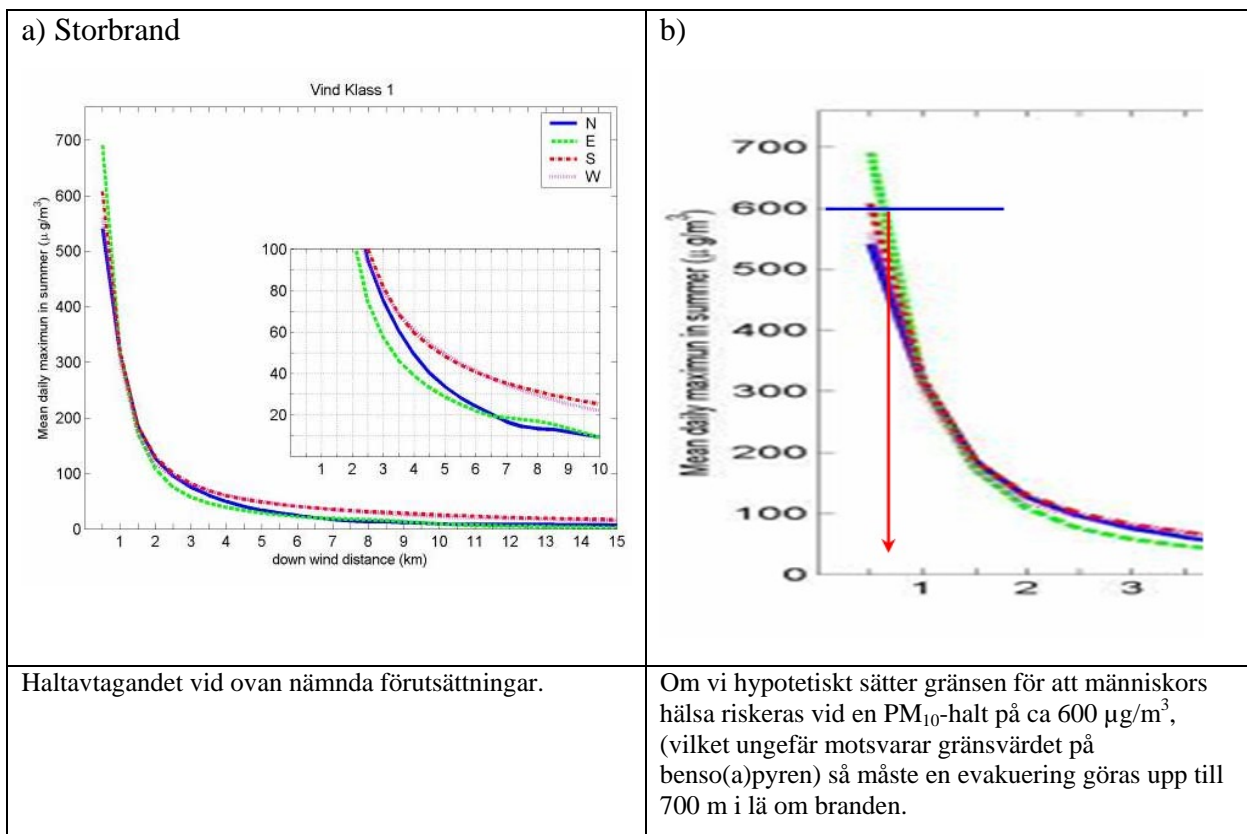 a) Storbrand
Vind Klass 1
Mean daily maximun in summer (μ g/m³)
700
600
500
400
300
200
100
0
N
E
S
W
100
80
60
40
20
1 2 3 4 5 6 7 8 9 10
1 2 3 4 5 6 7 8 9 10 11 12 13 14 15
down wind distance (km)
b)
Mean daily maximun in summer (μ g/m³)
700
600
500
400
300
200
100
0
1 2 3
Haltavtagandet vid ovan nämnda förutsättningar.
Om vi hypotetiskt sätter gränsen för att människors
hälsa riskeras vid en PM₁₀-halt på ca 600 µg/m³,
(vilket ungefär motsvarar gränsvärdet på
benso(a)pyren) så måste en evakuering göras upp till
700 m i lä om branden.